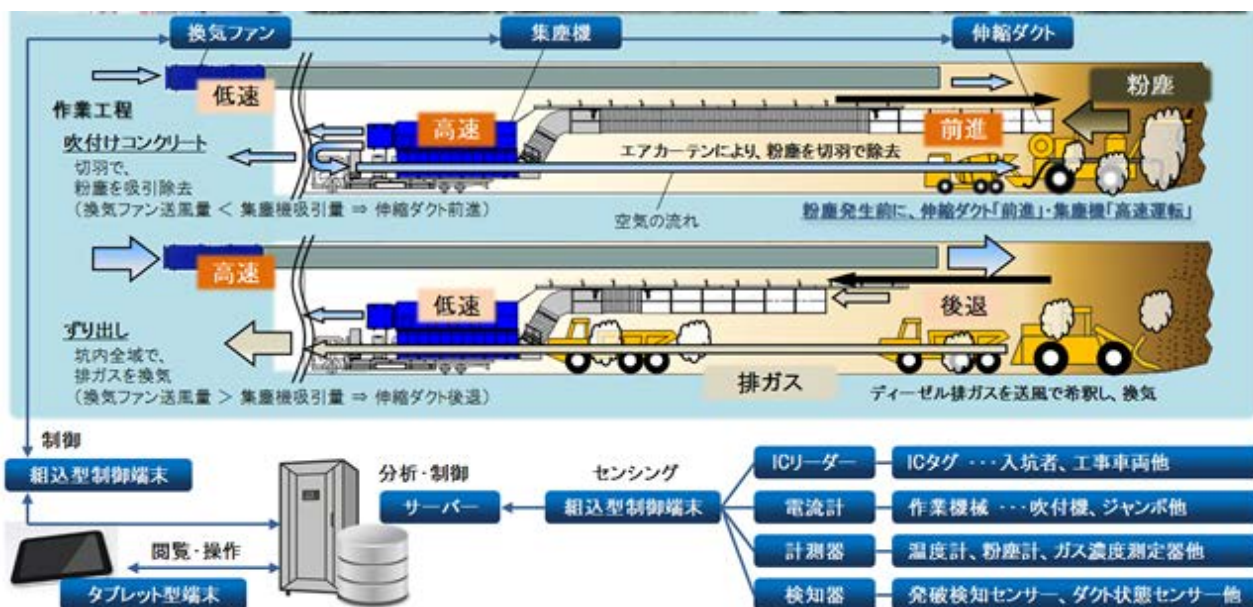 換気ファン
集塵機
伸縮ダクト
低速
粉塵
作業工程
高速
前進
吹付けコンクリート
エアカーテンにより、粉塵を切羽で除去
切羽で、
粉塵を吸引除去
(換気ファン送風量 < 集塵機吸引量 ⇒ 伸縮ダクト前進)
空気の流れ
粉塵発生前に、伸縮ダクト「前進」・集塵機「高速運転」
高速
低速
後退
ずり出し
坑内全域で、
排ガスを換気
(換気ファン送風量 > 集塵機吸引量 ⇒ 伸縮ダクト後退)
排ガス
ディーゼル排ガスを送風で希釈し、換気
制御
組込型制御端末
分析・制御
サーバー
センシング
組込型制御端末
ICリーダー
ICタグ ・・・入坑者、工事車両他
電流計
作業機械 ・・・吹付機、ジャンボ他
計測器
温度計、粉塵計、ガス濃度測定器他
検知器
発破検知センサー、ダクト状態センサー他
閲覧・操作
タブレット型端末